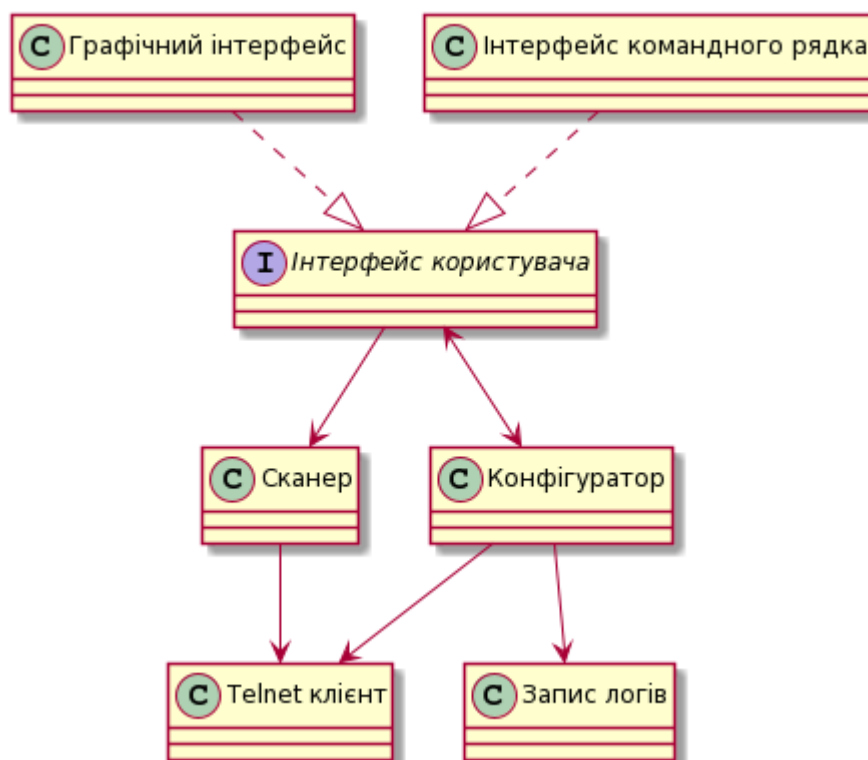 C Графічний інтерфейс
C Інтерфейс командного рядка
I Інтерфейс користувача
C Сканер
C Конфігуратор
C Telnet клієнт
C Запис логів